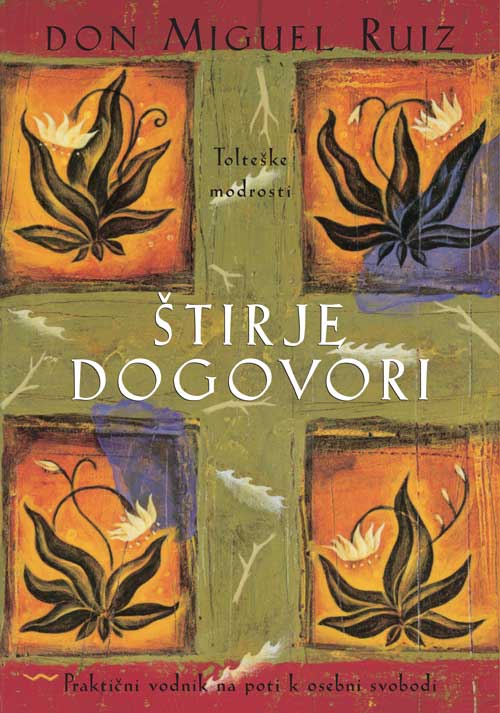 DON MIGUEL RUIZ
Tolteške
modrosti
ŠTIRJE
DOGOVORI
Praktični vodnik na poti k osebni svobodi